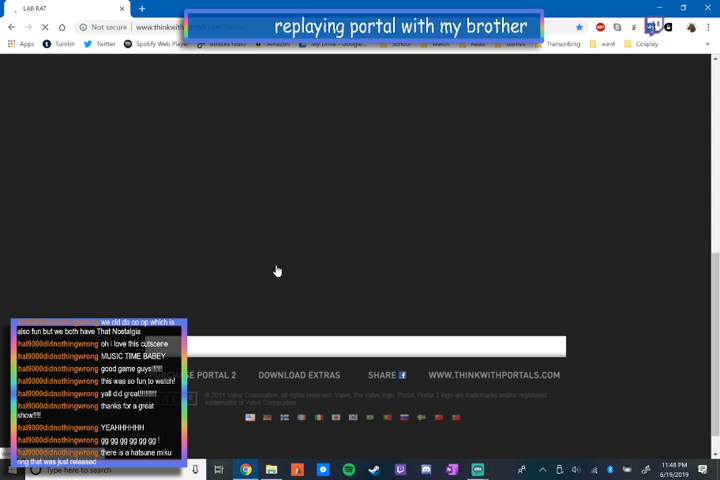 LAB RAT
Not secure www.thinkwith
replaying portal with my brother
Apps Tumblr Twitter Spotify Web Player Amazon My Drive - Google... School Watch Read Games Transcribing want Cosplay
hal9000didnothingwrong we cld do co op which is
also fun but we both have That Nostalgia
hal9000didnothingwrong oh i love this cutscene
hal9000didnothingwrong MUSIC TIME BABEY
hal9000didnothingwrong good game guys!!!!!!
hal9000didnothingwrong this was so fun to watch!
hal9000didnothingwrong yall did great!!!!!!!!!!
hal9000didnothingwrong thanks for a great
show!!!!
hal9000didnothingwrong YEAHHHHHH
hal9000didnothingwrong gg gg gg gg gg gg !
hal9000didnothingwrong there is a hatsune miku
ring that was just released
PURCHASE PORTAL 2 DOWNLOAD EXTRAS SHARE WWW.THINKWITHPORTALS.COM
© 2011 Valve Corporation, all rights reserved. Valve, the Valve logo, Portal, Portal 2 logo are trademarks and/or registered
trademarks of Valve Corporation.
Type here to search
11:48 PM
6/19/2019